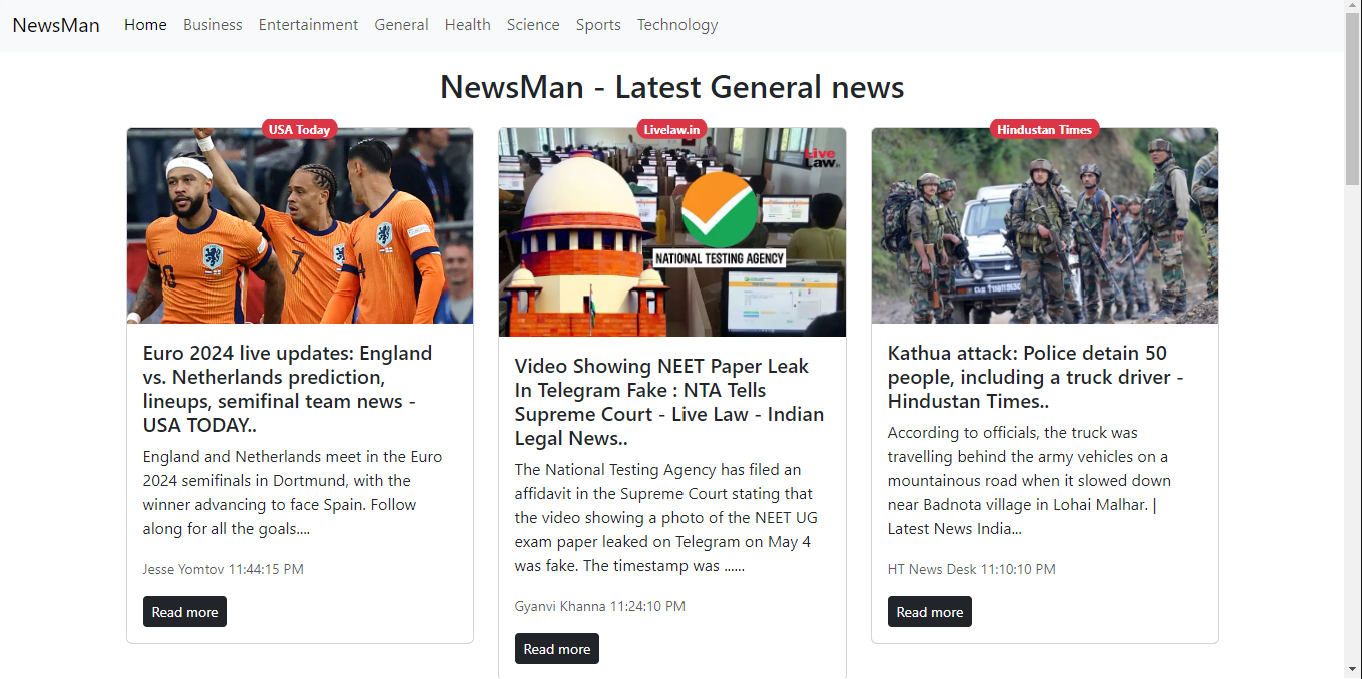 NewsMan Home Business Entertainment General Health Science Sports Technology
NewsMan - Latest General news
USA Today
10
7
4
Euro 2024 live updates: England
vs. Netherlands prediction,
lineups, semifinal team news -
USA TODAY..
England and Netherlands meet in the Euro
2024 semifinals in Dortmund, with the
winner advancing to face Spain. Follow
along for all the goals....
Jesse Yomtov 11:44:15 PM
Read more
Livelaw.in
Live
Law.in
NATIONAL TESTING AGENCY
Video Showing NEET Paper Leak
In Telegram Fake : NTA Tells
Supreme Court - Live Law - Indian
Legal News..
The National Testing Agency has filed an
affidavit in the Supreme Court stating that
the video showing a photo of the NEET UG
exam paper leaked on Telegram on May 4
was fake. The timestamp was ......
Gyanvi Khanna 11:24:10 PM
Read more
Hindustan Times
Kathua attack: Police detain 50
people, including a truck driver -
Hindustan Times..
According to officials, the truck was
travelling behind the army vehicles on a
mountainous road when it slowed down
near Badnota village in Lohai Malhar. |
Latest News India...
HT News Desk 11:10:10 PM
Read more